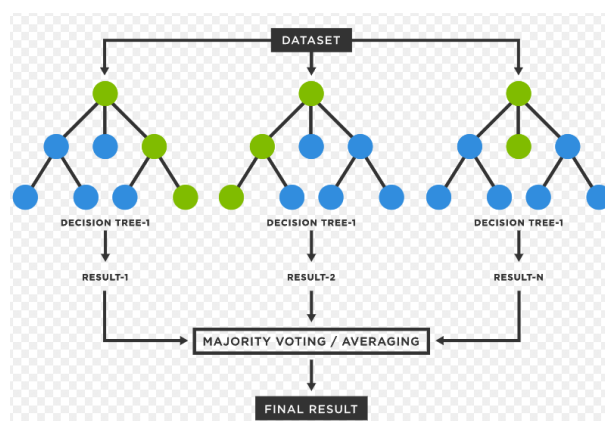 DATASET
DECISION TREE-1
DECISION TREE-1
DECISION TREE-1
RESULT-1
RESULT-2
RESULT-N
MAJORITY VOTING / AVERAGING
FINAL RESULT